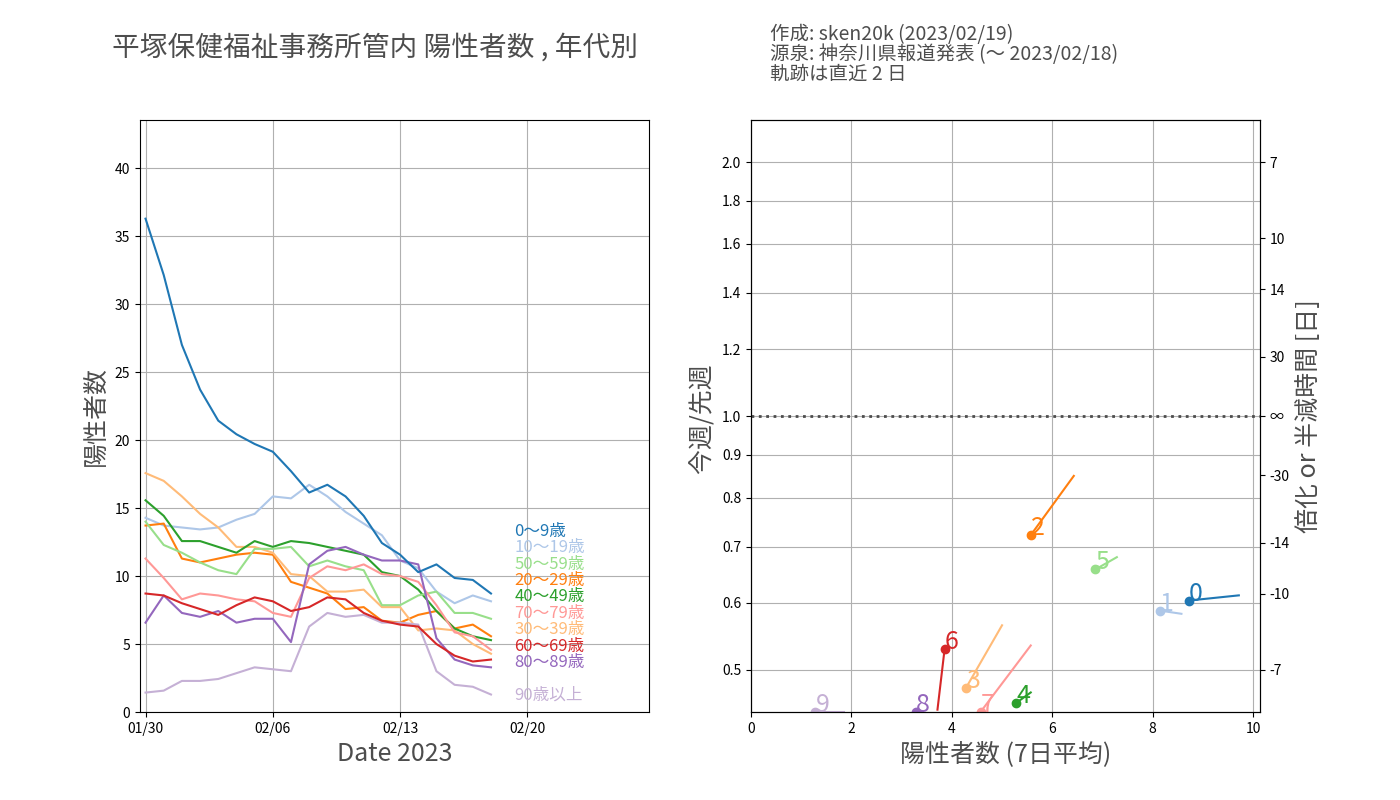 平塚保健福祉事務所管内 陽性者数 , 年代別
作成: sken20k (2023/02/19)
源泉: 神奈川県報道発表 (〜 2023/02/18)
軌跡は直近 2 日
陽性者数
40
35
30
25
20
15
10
5
0
01/30
02/06
02/13
02/20
Date 2023
0〜9歳
10〜19歳
50〜59歳
20〜29歳
40〜49歳
70〜79歳
30〜39歳
60〜69歳
80〜89歳
90歳以上
今週/先週
2.0
1.8
1.6
1.4
1.2
1.0
0.9
0.8
0.7
0.6
0.5
0
2
4
6
8
10
陽性者数 (7日平均)
7
10
14
30
∞
-30
-14
-10
-7
倍化 or 半減時間 [日]
2
5
0
1
6
3
4
7
8
9